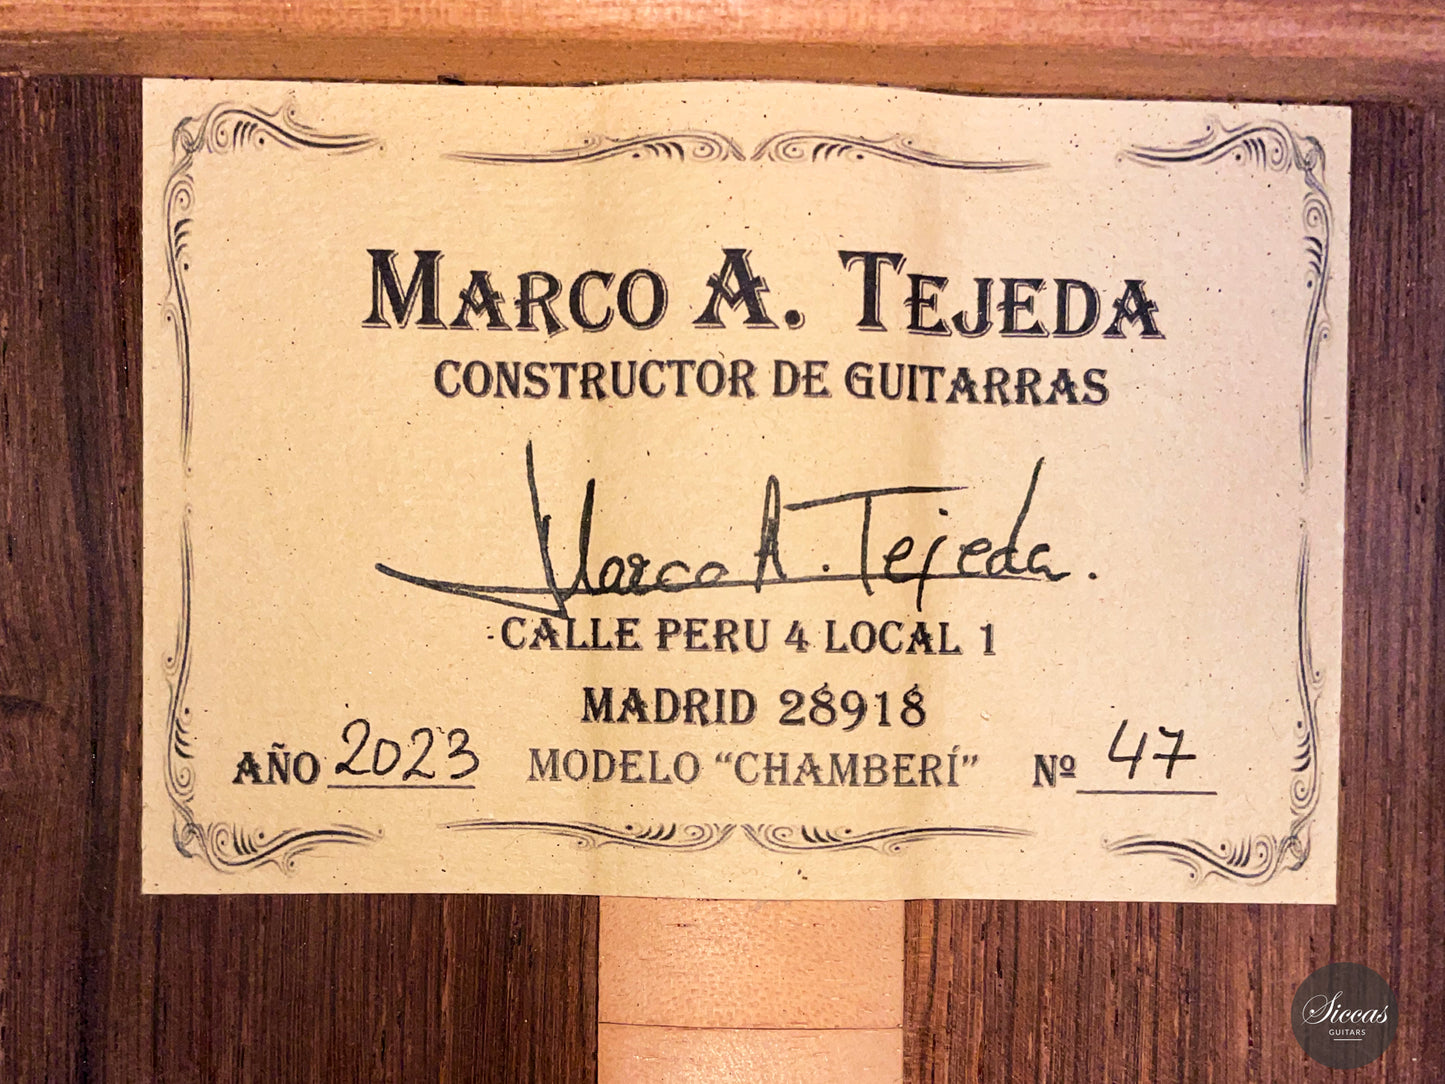 MARCO A. TEJEDA
CONSTRUCTOR DE GUITARRAS
Marco A. Tejeda.
CALLE PERU 4 LOCAL 1
MADRID 28918
AÑO 2023 MODELO “CHAMBERÍ” Nº 47
Siccas
GUITARS